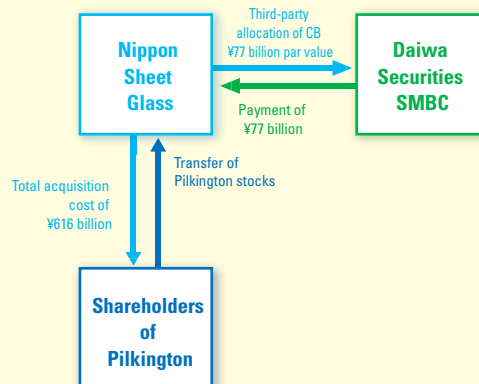 Third-party
allocation of CB
¥77 billion par value
Nippon
Sheet
Glass
Daiwa
Securities
SMBC
Payment of
¥77 billion
Transfer of
Pilkington stocks
Total acquisition
cost of
¥616 billion
Shareholders
of
Pilkington